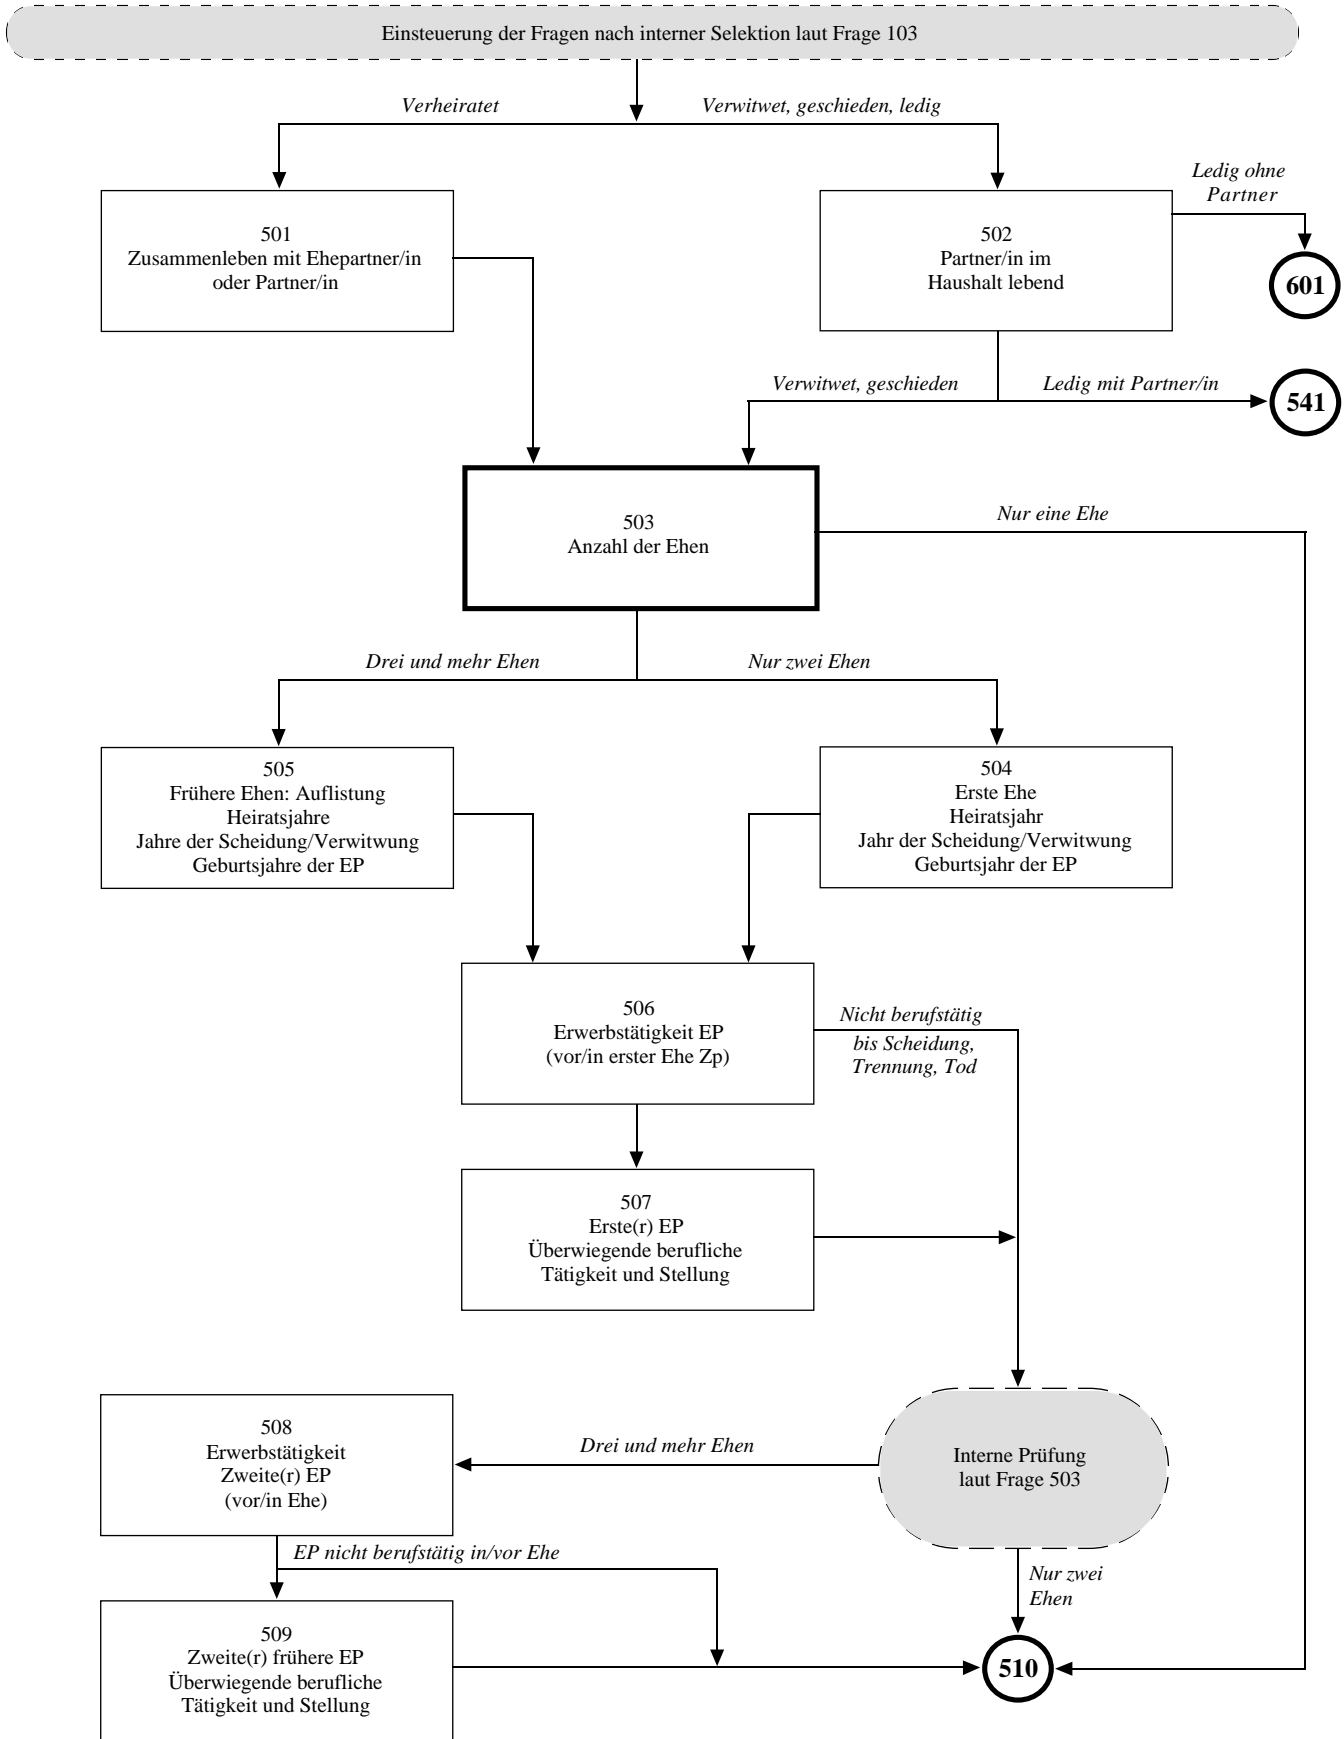 Einsteuerung der Fragen nach interner Selektion laut Frage 103
Verheiratet
Verwitwet, geschieden, ledig
Ledig ohne
Partner
501
Zusammenleben mit Ehepartner/in
oder Partner/in
502
Partner/in im
Haushalt lebend
601
Verwitwet, geschieden
Ledig mit Partner/in
541
503
Anzahl der Ehen
Nur eine Ehe
Drei und mehr Ehen
Nur zwei Ehen
505
Frühere Ehen: Auflistung
Heiratsjahre
Jahre der Scheidung/Verwitwung
Geburtsjahre der EP
504
Erste Ehe
Heiratsjahr
Jahr der Scheidung/Verwitwung
Geburtsjahr der EP
506
Erwerbstätigkeit EP
(vor/in erster Ehe Zp)
Nicht berufstätig
bis Scheidung,
Trennung, Tod
507
Erste(r) EP
Überwiegende berufliche
Tätigkeit und Stellung
508
Erwerbstätigkeit
Zweite(r) EP
(vor/in Ehe)
Drei und mehr Ehen
Interne Prüfung
laut Frage 503
EP nicht berufstätig in/vor Ehe
Nur zwei
Ehen
509
Zweite(r) frühere EP
Überwiegende berufliche
Tätigkeit und Stellung
510